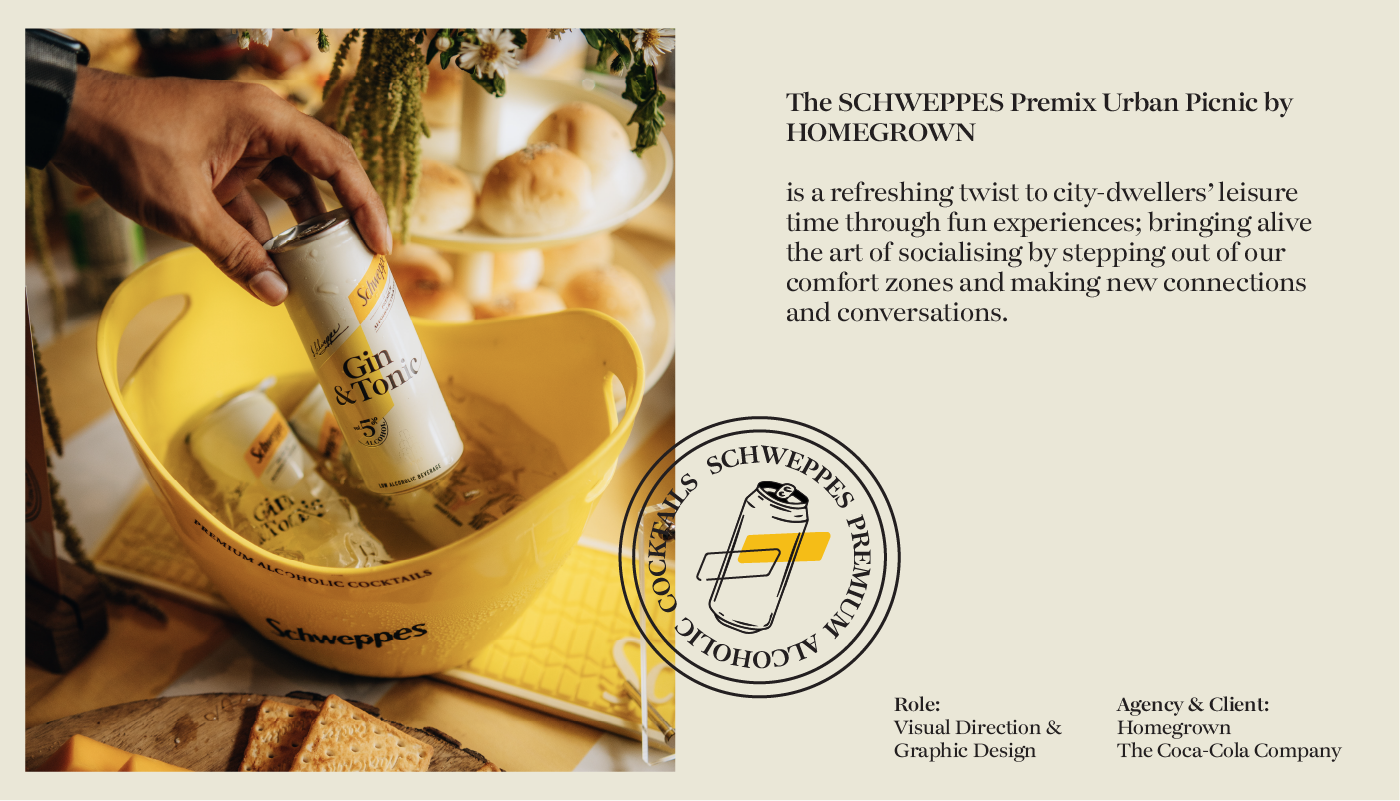 The SCHWEPPES Premix Urban Picnic by
HOMEGROWN
is a refreshing twist to city-dwellers’ leisure
time through fun experiences; bringing alive
the art of socialising by stepping out of our
comfort zones and making new connections
and conversations.
Schweppes
Gin
&Tonic
5%
ALCOHOL
LOW ALCOHOLIC BEVERAGE
Schweppes
Gin
&Tonic
PREMIUM ALCOHOLIC COCKTAILS
Schweppes
SCHWEPPES PREMIUM ALCOHOLIC COCKTAILS
Role:
Visual Direction &
Graphic Design
Agency & Client:
Homegrown
The Coca-Cola Company